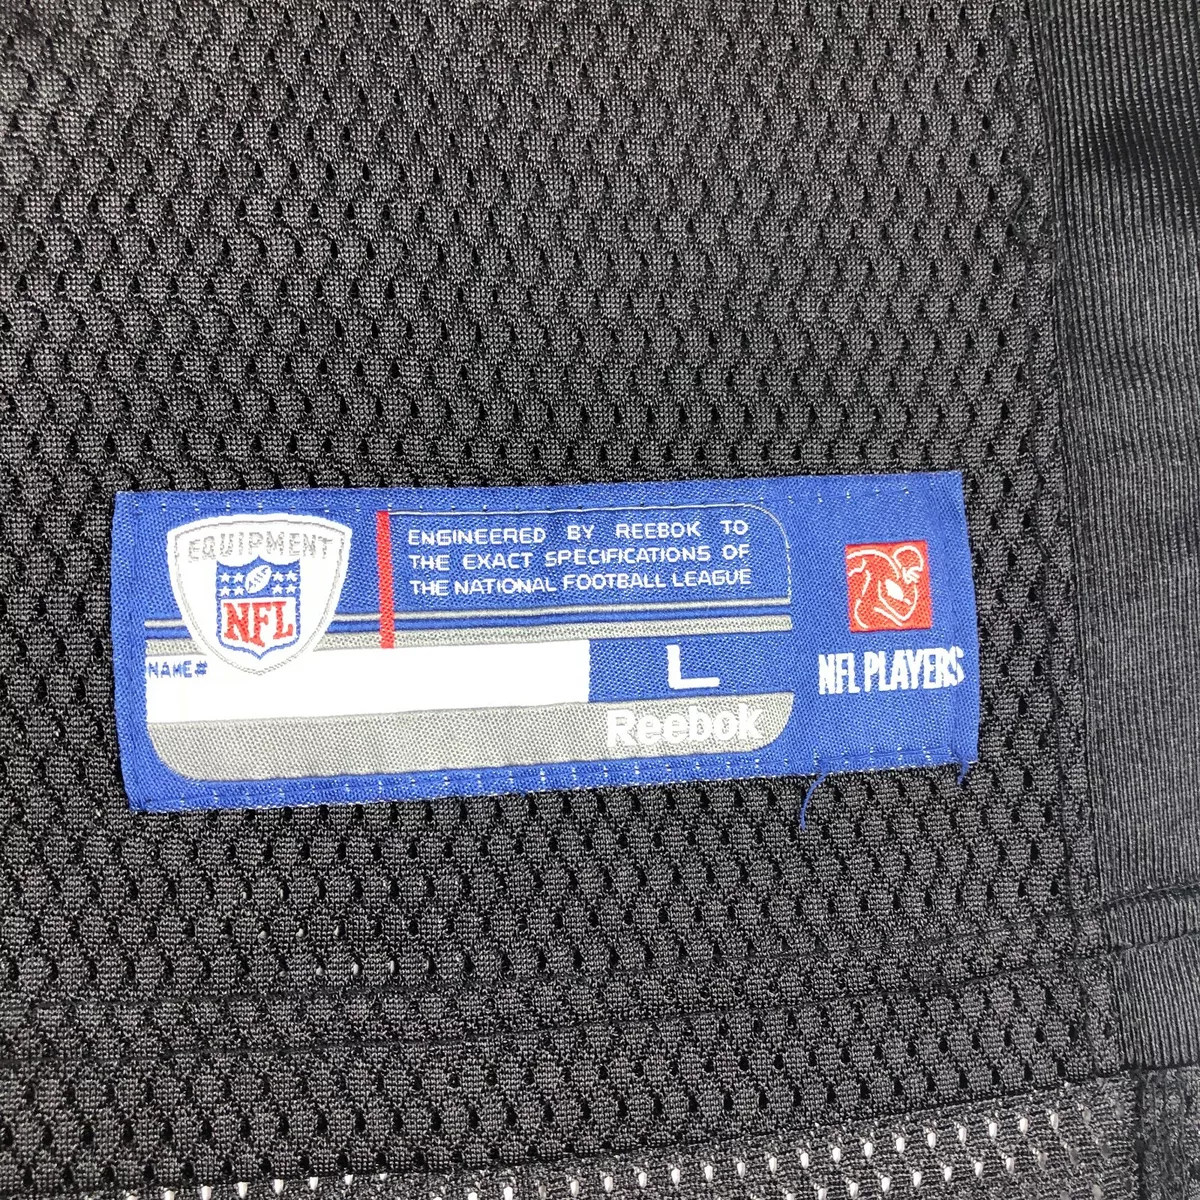 EQUIPMENT
NFL
ENGINEERED BY REEBOK TO
THE EXACT SPECIFICATIONS OF
THE NATIONAL FOOTBALL LEAGUE
NAME#
L
Reebok
NFL PLAYERS